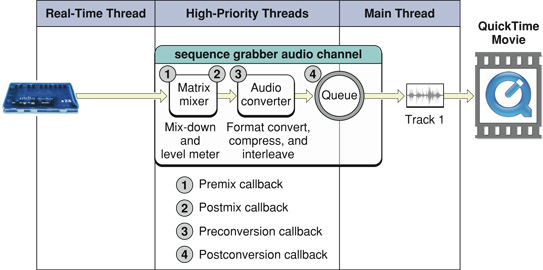 Real-Time Thread
High-Priority Threads
Main Thread
QuickTime
Movie
sequence grabber audio channel
1
2
3
4
Matrix
mixer
Audio
converter
Queue
Mix-down
and
level meter
Format convert,
compress, and
interleave
Track 1
1 Premix callback
2 Postmix callback
3 Preconversion callback
4 Postconversion callback